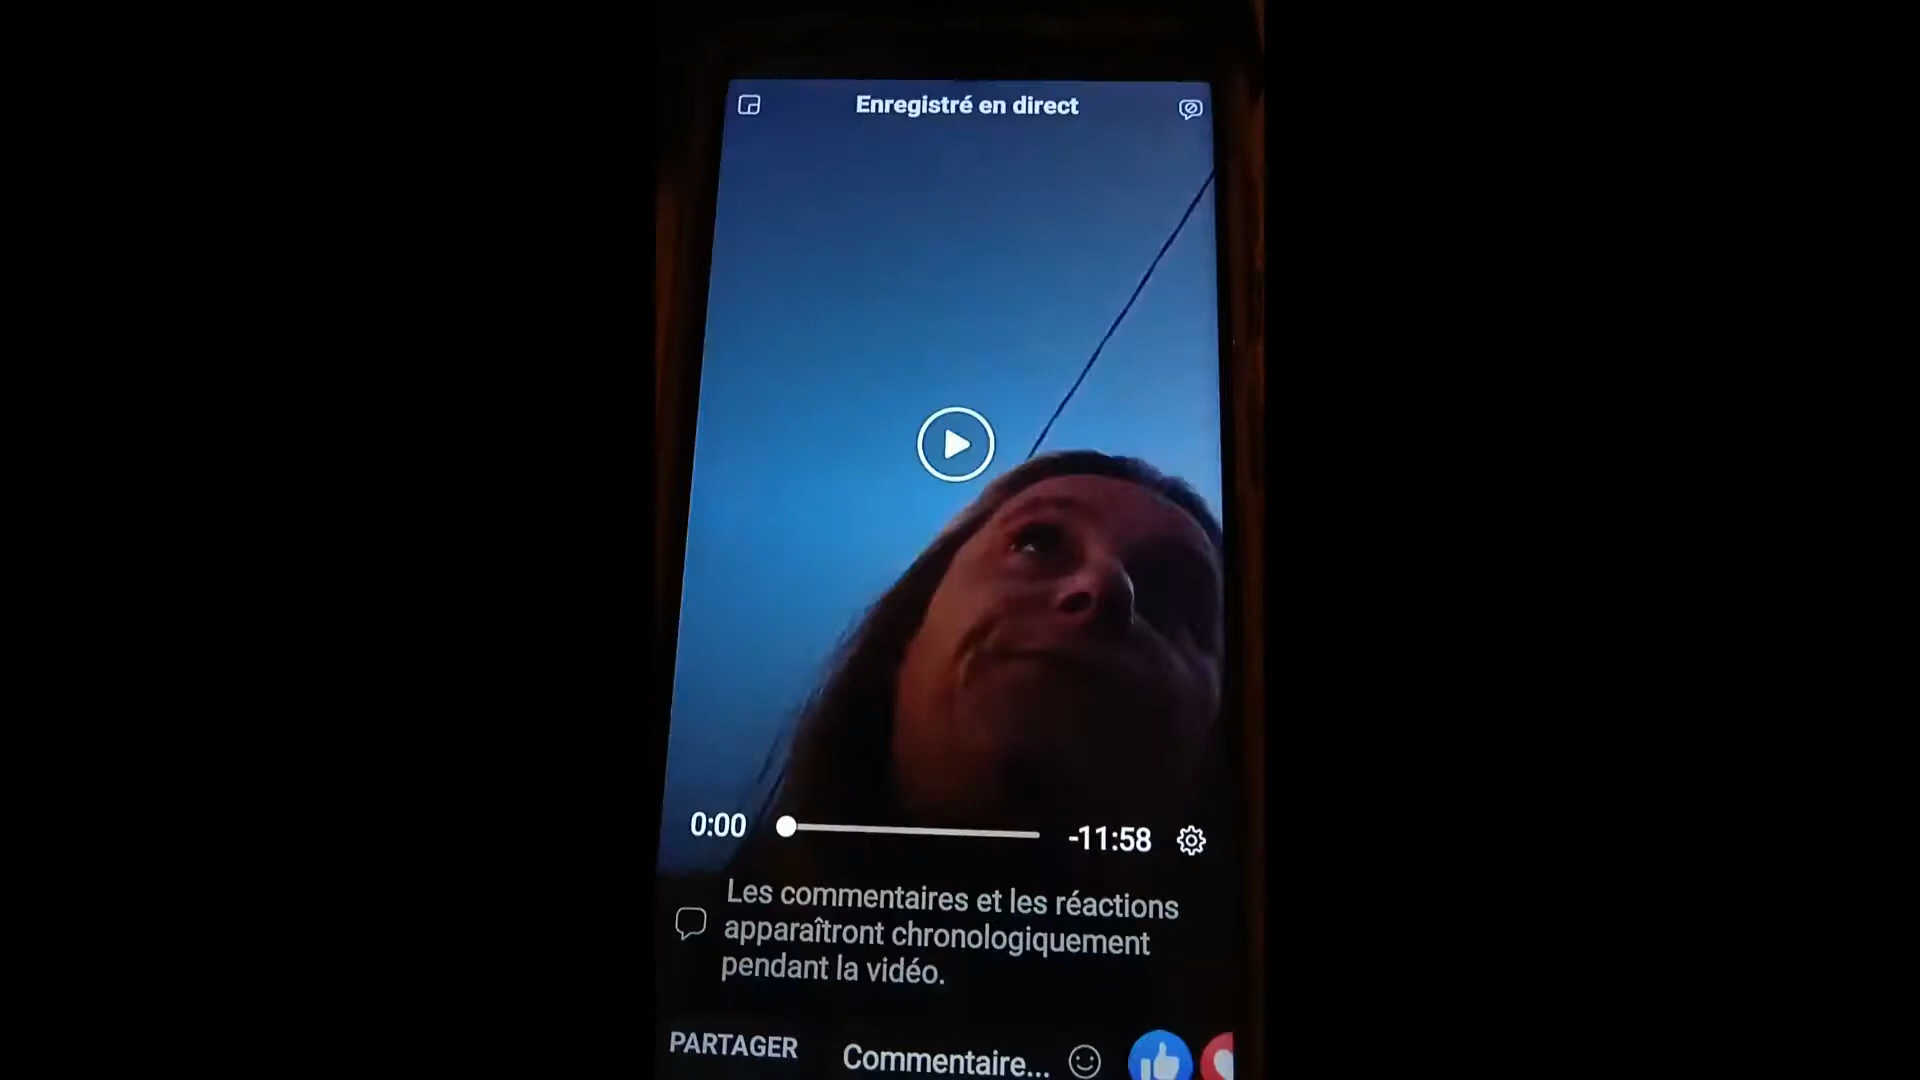 Enregistré en direct
0:00
-11:58
Les commentaires et les réactions
apparaîtront chronologiquement
pendant la vidéo.
PARTAGER
Commentaire...